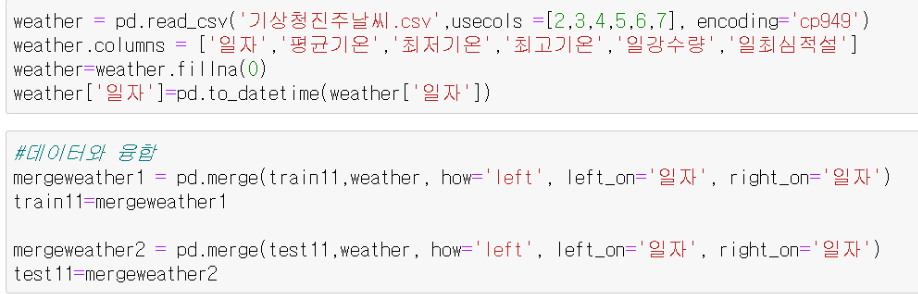 weather = pd.read_csv('기상청진주날씨.csv',usecols =[2,3,4,5,6,7], encoding='cp949')
weather.columns = ['일자','평균기온','최저기온','최고기온','일강수량','일최심적설']
weather=weather.fillna(0)
weather['일자']=pd.to_datetime(weather['일자'])
#데이터와 융합
mergeweather1 = pd.merge(train11,weather, how='left', left_on='일자', right_on='일자')
train11=mergeweather1
mergeweather2 = pd.merge(test11,weather, how='left', left_on='일자', right_on='일자')
test11=mergeweather2